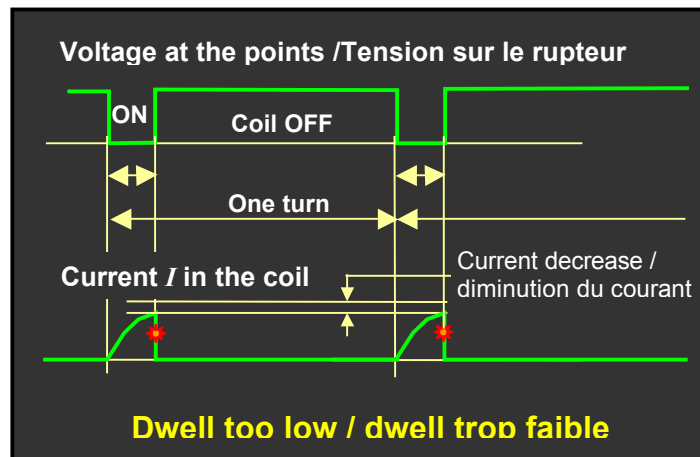 Voltage at the points /Tension sur le rupteur
ON
Coil OFF
One turn
Current I in the coil
Current decrease /
diminution du courant
Dwell too low / dwell trop faible